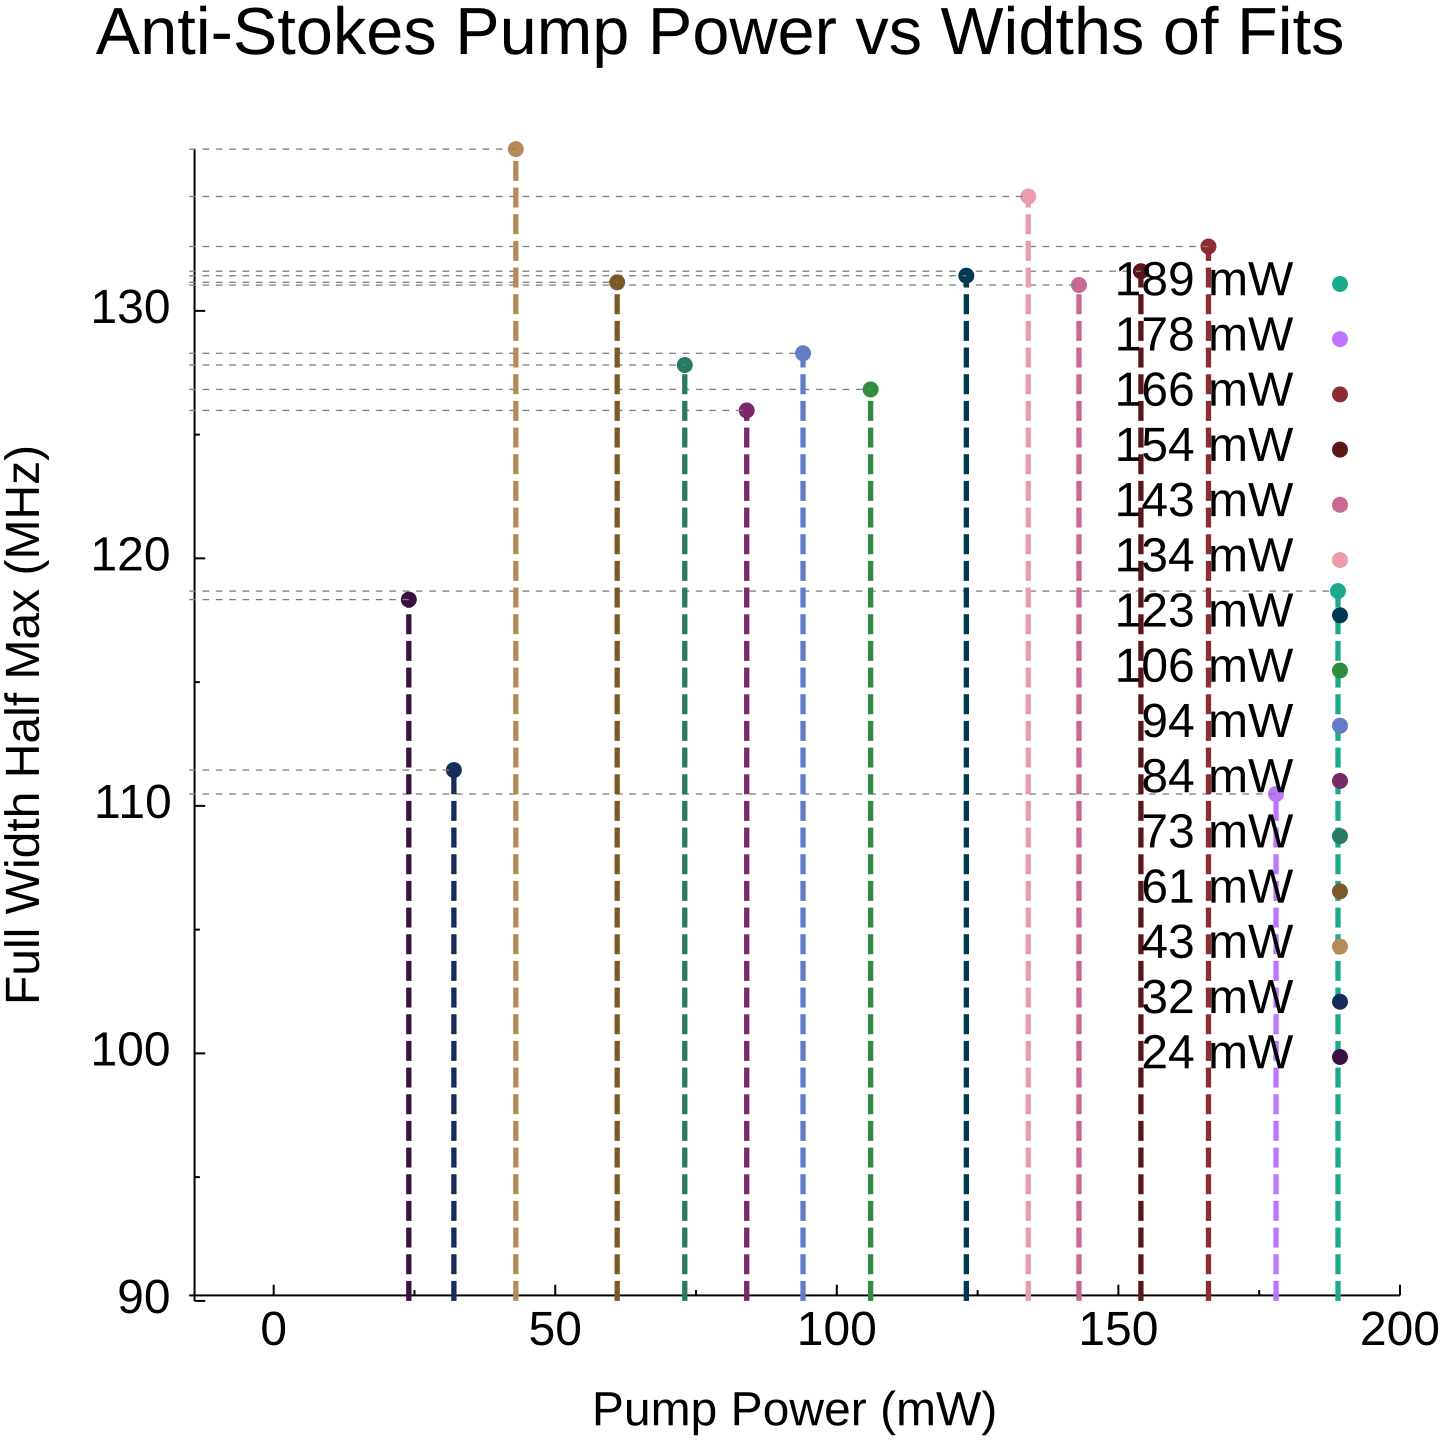 Anti-Stokes Pump Power vs Widths of Fits
Full Width Half Max (MHz)
130
120
110
100
90
189 mW
178 mW
166 mW
154 mW
143 mW
134 mW
123 mW
106 mW
94 mW
84 mW
73 mW
61 mW
43 mW
32 mW
24 mW
0 50 100 150 200
Pump Power (mW)